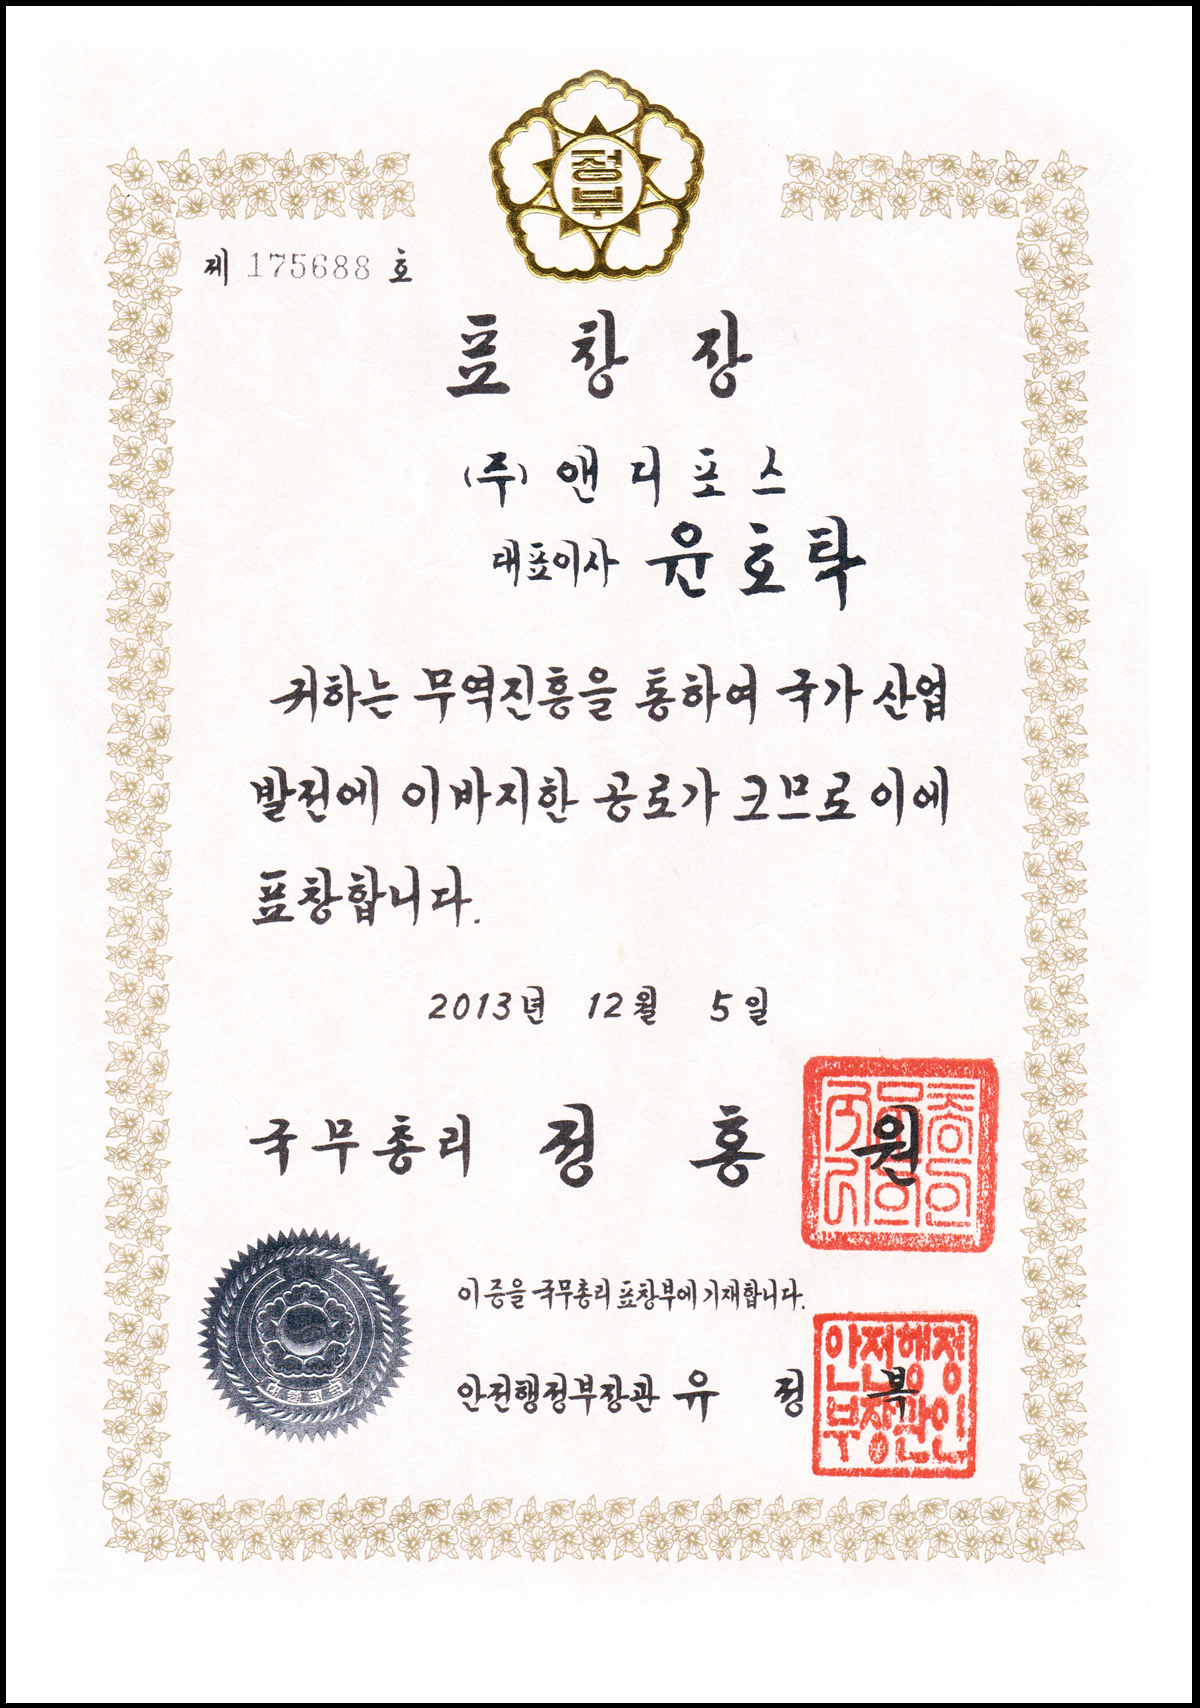 정부
제 175688 호
표 창 장
(주) 앤 디 포 스
대표이사 윤 호 탁
귀하는 무역진흥을 통하여 국가 산업
발전에 이바지한 공로가 크므로 이에
표창합니다.
2013년 12월 5일
국 무 총 리 정 홍 원
이 증을 국무총리 표창부에 기재합니다.
안전행정부장관 유 정 복
안전행정
부장관인
대한민국